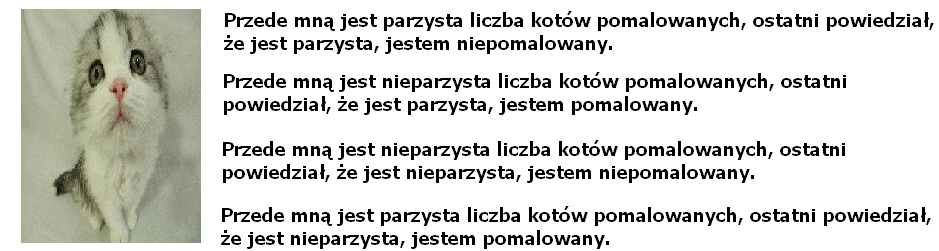 Przede mną jest parzysta liczba kotów pomalowanych, ostatni powiedział,
że jest parzysta, jestem niepomalowany.
Przede mną jest nieparzysta liczba kotów pomalowanych, ostatni
powiedział, że jest parzysta, jestem pomalowany.
Przede mną jest nieparzysta liczba kotów pomalowanych, ostatni
powiedział, że jest nieparzysta, jestem niepomalowany.
Przede mną jest parzysta liczba kotów pomalowanych, ostatni powiedział,
że jest nieparzysta, jestem pomalowany.